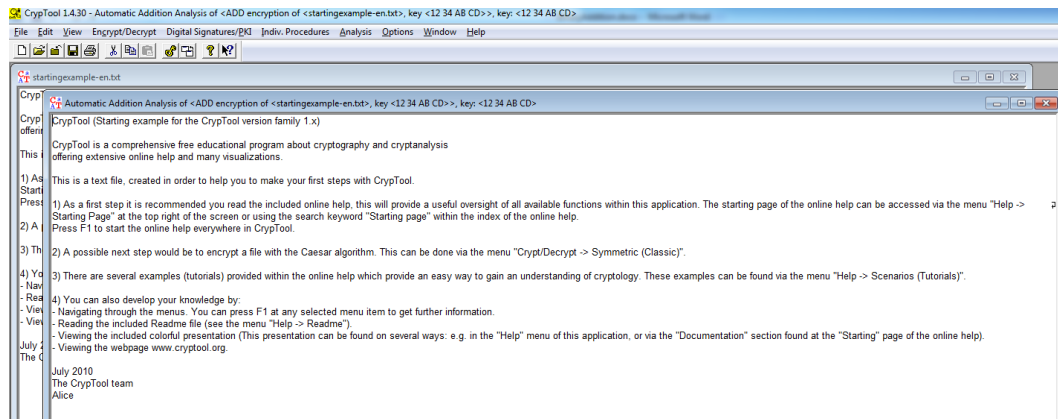 CrypTool 1.4.30 - Automatic Addition Analysis of <ADD encryption of <startingexample-en.txt>, key <12 34 AB CD>>, key: <12 34 AB CD>
File Edit View Encrypt/Decrypt Digital Signatures/PKI Indiv. Procedures Analysis Options Window Help
startingexample-en.txt
Automatic Addition Analysis of <ADD encryption of <startingexample-en.txt>, key <12 34 AB CD>>, key: <12 34 AB CD>
CrypTool (Starting example for the CrypTool version family 1.x)
CrypTool is a comprehensive free educational program about cryptography and cryptanalysis
offering extensive online help and many visualizations.
This is a text file, created in order to help you to make your first steps with CrypTool.
1) As a first step it is recommended you read the included online help, this will provide a useful oversight of all available functions within this application. The starting page of the online help can be accessed via the menu "Help ->
Starting Page" at the top right of the screen or using the search keyword "Starting page" within the index of the online help.
Press F1 to start the online help everywhere in CrypTool.
2) A possible next step would be to encrypt a file with the Caesar algorithm. This can be done via the menu "Crypt/Decrypt -> Symmetric (Classic)".
3) There are several examples (tutorials) provided within the online help which provide an easy way to gain an understanding of cryptology. These examples can be found via the menu "Help -> Scenarios (Tutorials)".
4) You can also develop your knowledge by:
- Navigating through the menus. You can press F1 at any selected menu item to get further information.
- Reading the included Readme file (see the menu "Help -> Readme").
- Viewing the included colorful presentation (This presentation can be found on several ways: e.g. in the "Help" menu of this application, or via the "Documentation" section found at the "Starting" page of the online help).
- Viewing the webpage www.cryptool.org.
July 2010
The CrypTool team
Alice